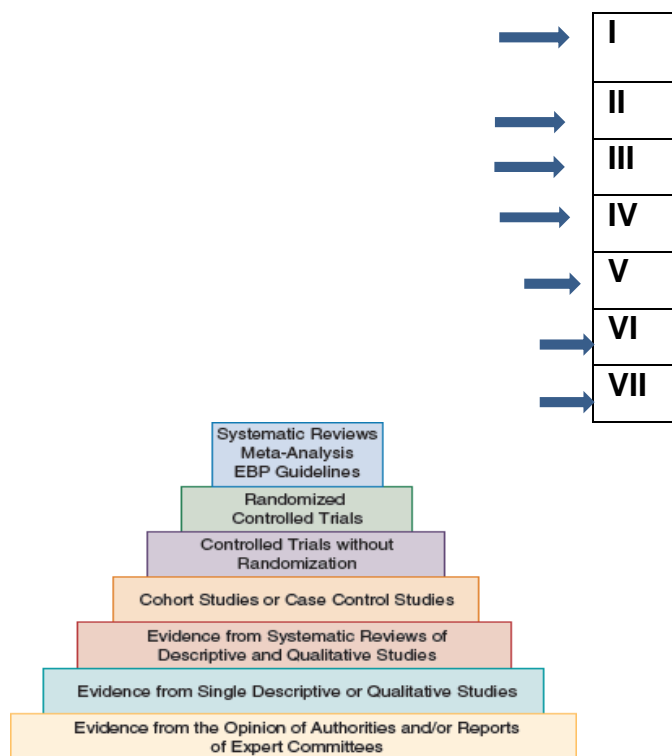 I
II
III
IV
V
VI
VII
Systematic Reviews
Meta-Analysis
EBP Guidelines
Randomized
Controlled Trials
Controlled Trials without
Randomization
Cohort Studies or Case Control Studies
Evidence from Systematic Reviews of
Descriptive and Qualitative Studies
Evidence from Single Descriptive or Qualitative Studies
Evidence from the Opinion of Authorities and/or Reports
of Expert Committees